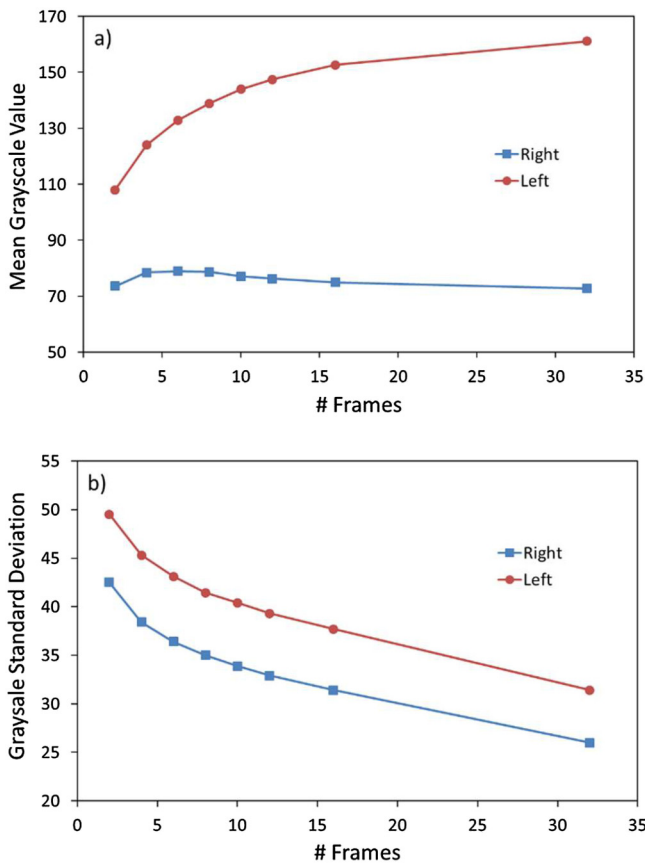 a)
170
150
130
110
90
70
50
Mean Grayscale Value
Right
Left
0 5 10 15 20 25 30 35
# Frames
b)
55
50
45
40
35
30
25
20
Graysale Standard Deviation
Right
Left
0 5 10 15 20 25 30 35
# Frames